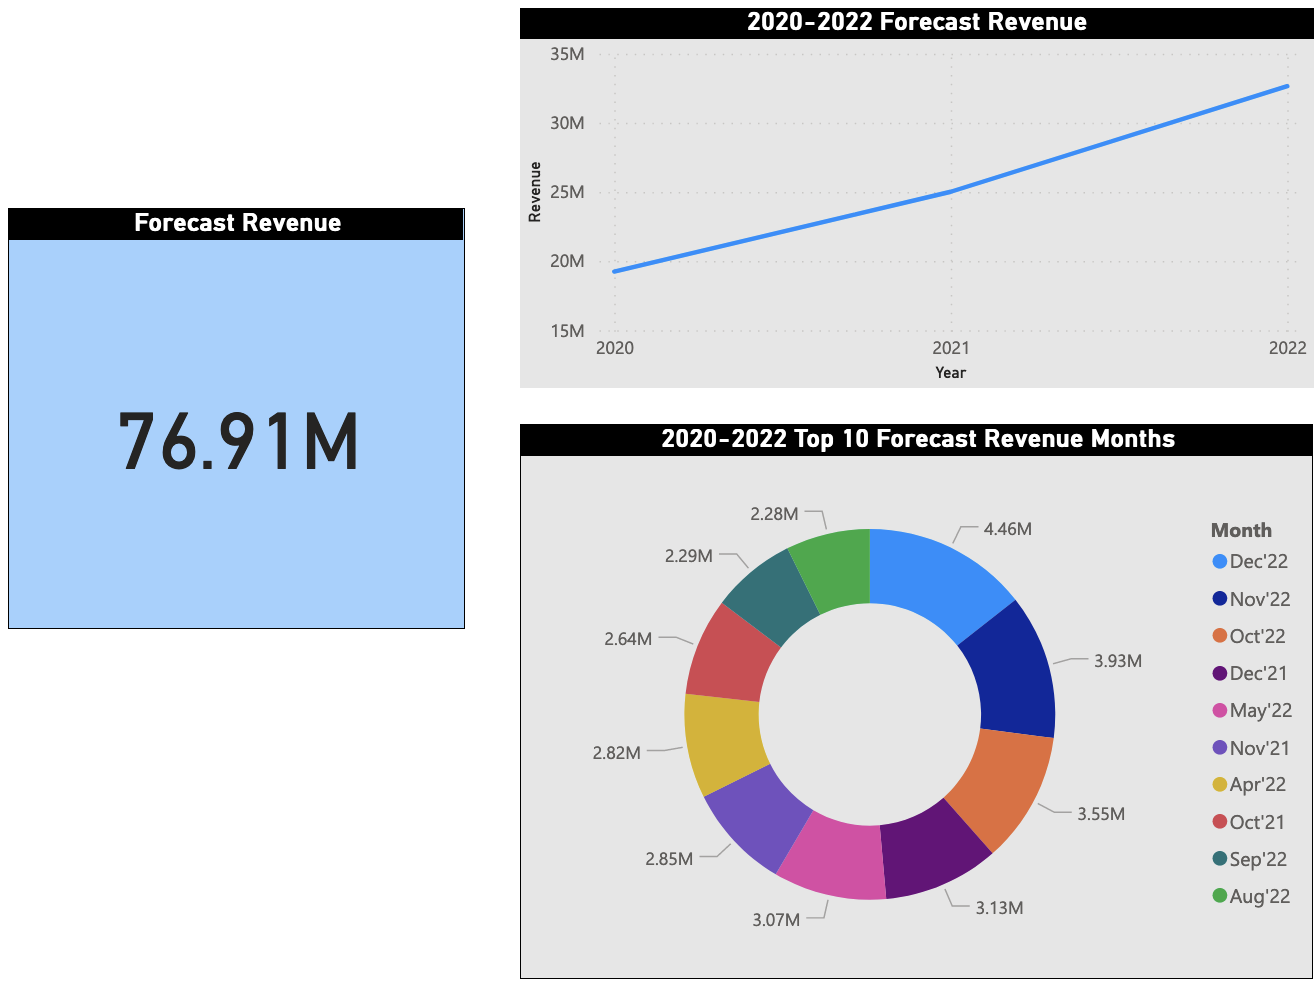 Forecast Revenue
76.91M
2020-2022 Forecast Revenue
35M
30M
25M
20M
15M
Revenue
2020 2021 2022
Year
2020-2022 Top 10 Forecast Revenue Months
4.46M
3.93M
3.55M
3.13M
3.07M
2.85M
2.82M
2.64M
2.29M
2.28M
Month
Dec'22
Nov'22
Oct'22
Dec'21
May'22
Nov'21
Apr'22
Oct'21
Sep'22
Aug'22